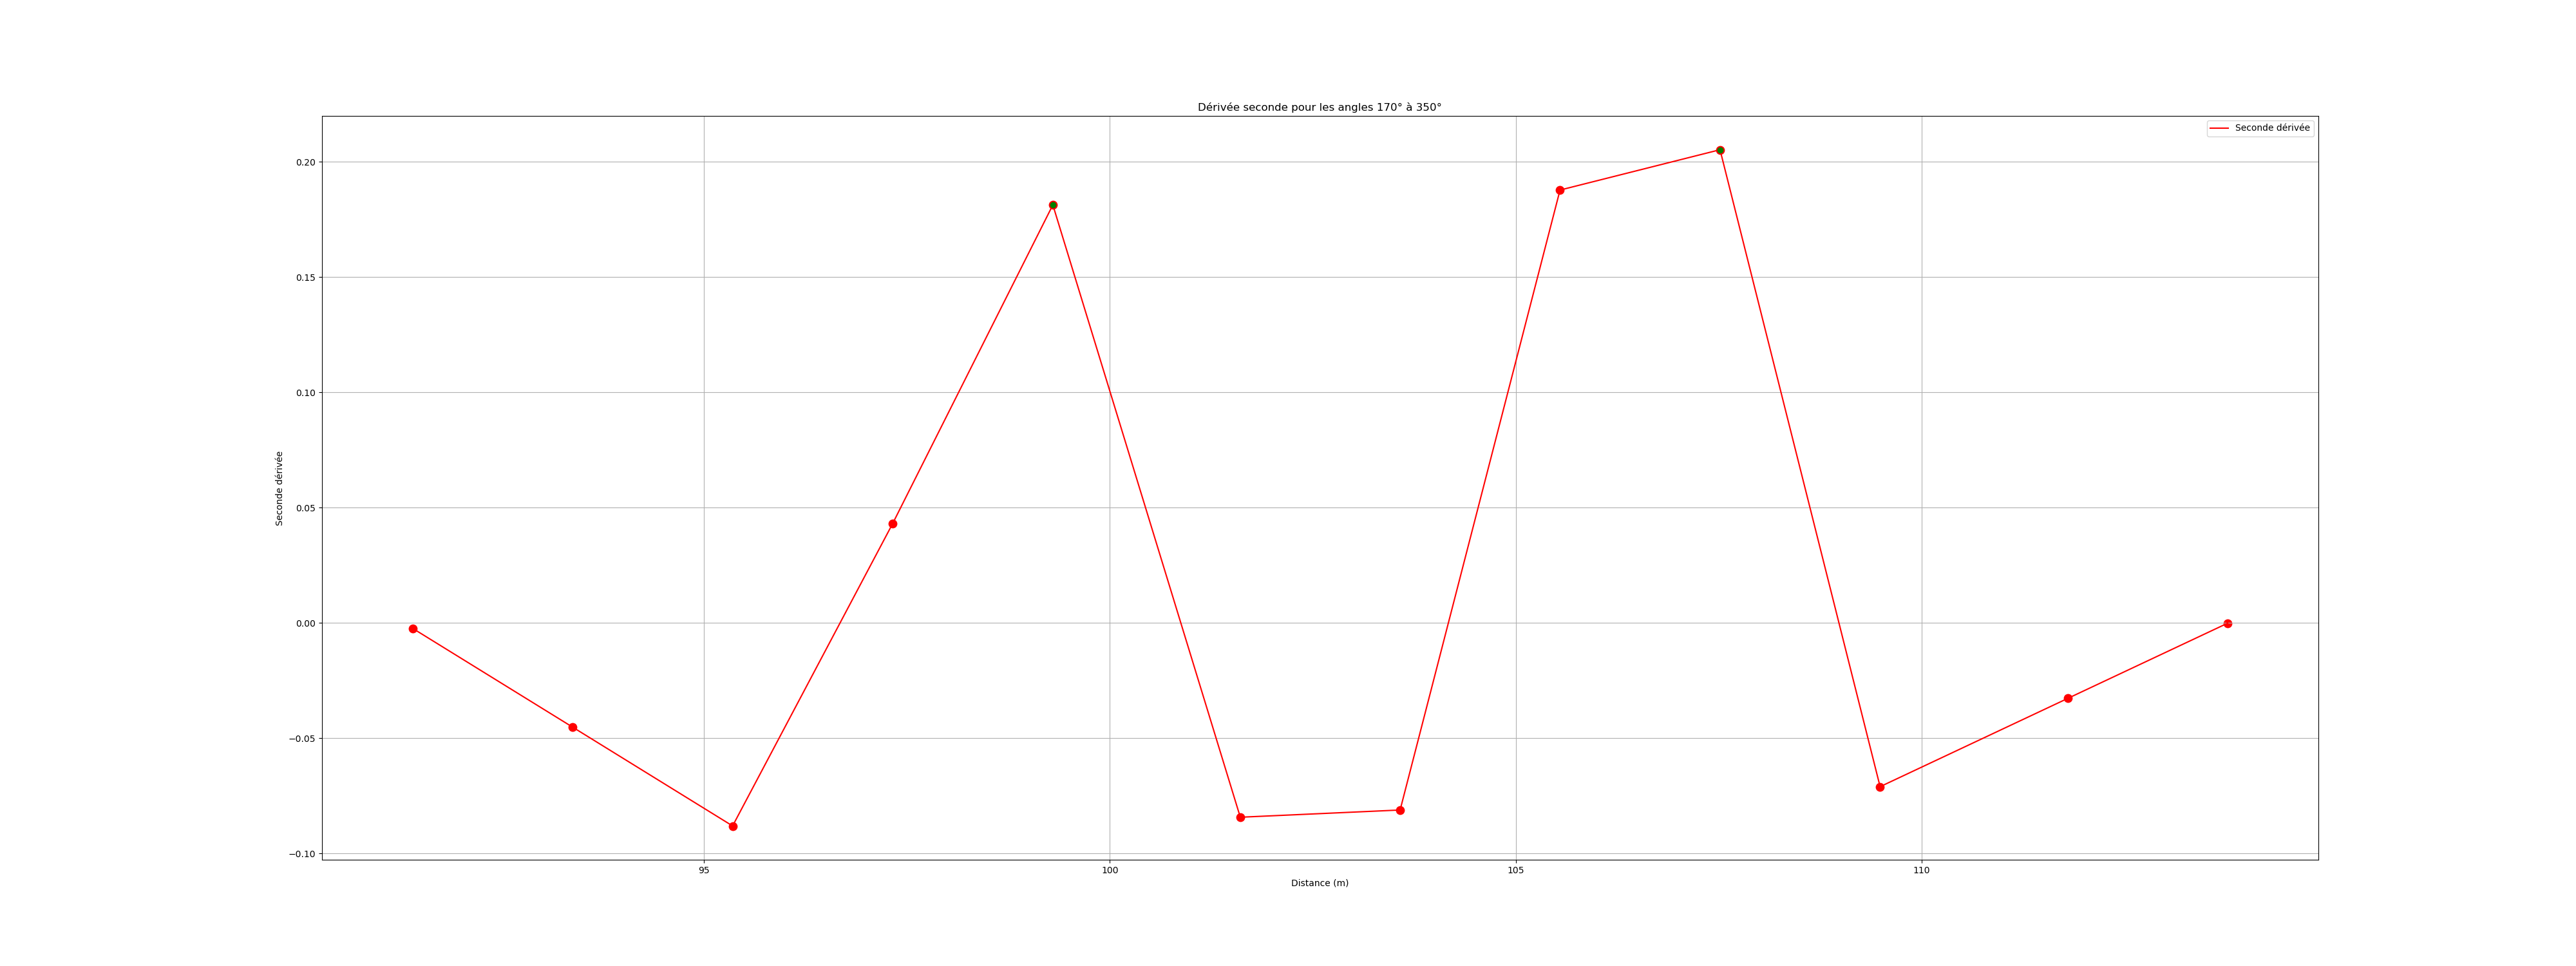 Dérivée seconde pour les angles 170° à 350°
Seconde dérivée
0.20
0.15
0.10
0.05
0.00
−0.05
−0.10
Seconde dérivée
95
100
105
110
Distance (m)